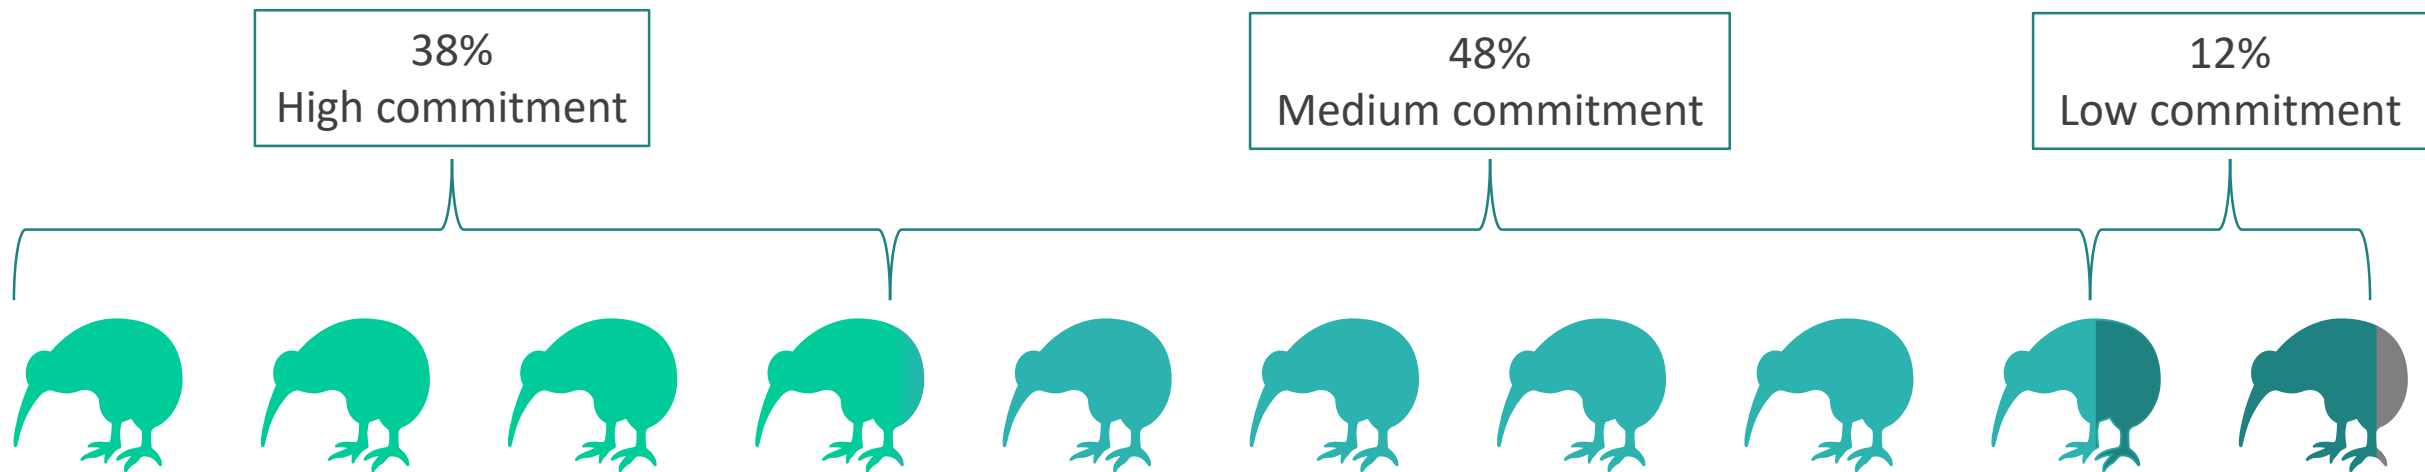 38%
High commitment
48%
Medium commitment
12%
Low commitment